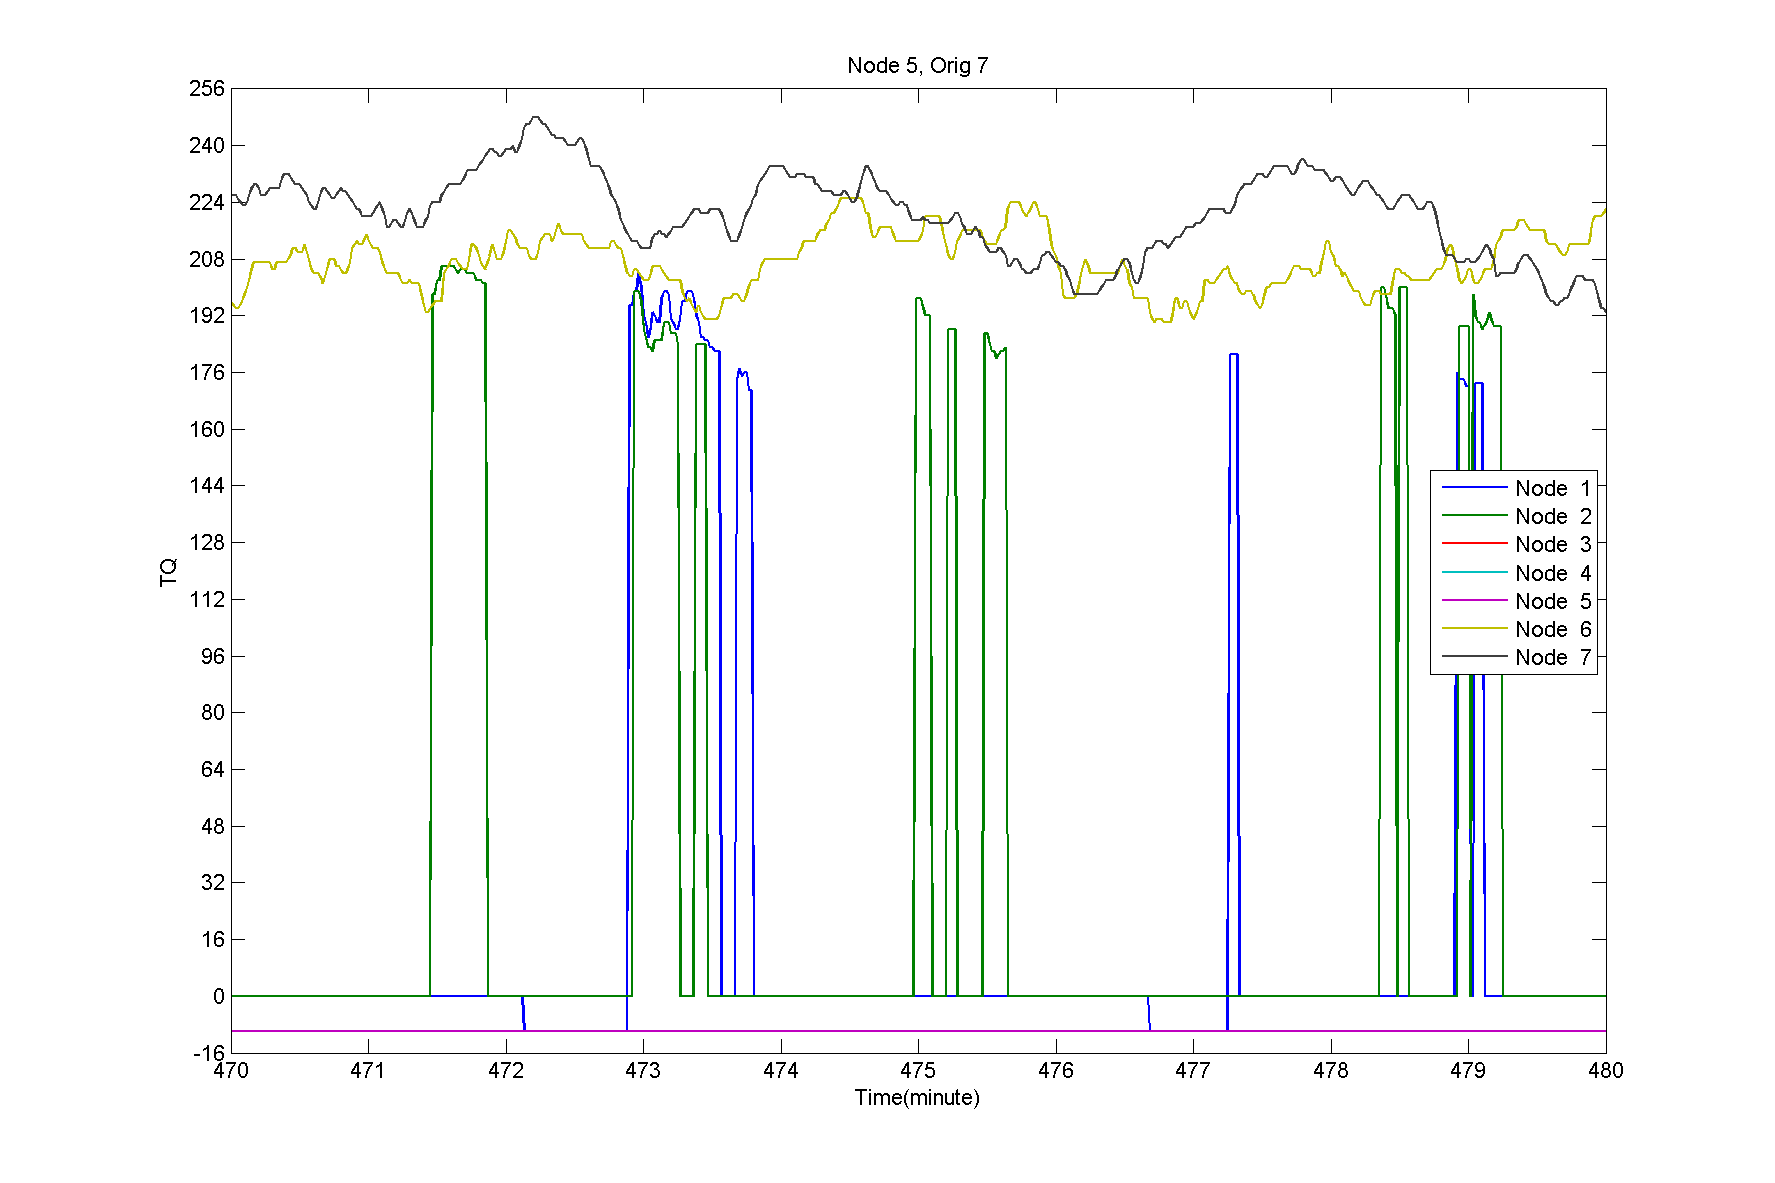 Node 5, Orig 7
256
240
224
208
192
176
160
144
128
112
96
80
64
48
32
16
0
-16
TQ
470 471 472 473 474 475 476 477 478 479 480
Time(minute)
Node 1
Node 2
Node 3
Node 4
Node 5
Node 6
Node 7